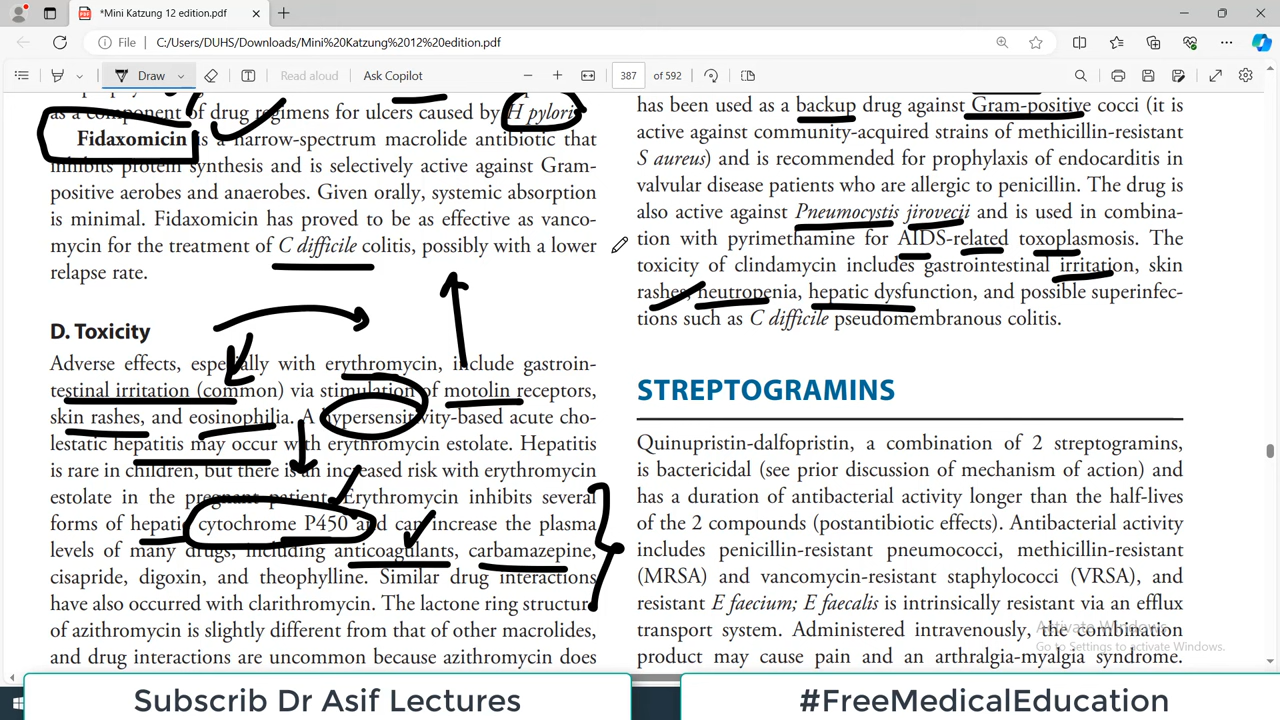 *Mini Katzung 12 edition.pdf
File
C:/Users/DUHS/Downloads/Mini%20Katzung%2012%20edition.pdf
Draw
Read aloud
Ask Copilot
387
of 592
as a component of drug regimens for ulcers caused by H pylori.
Fidaxomicin is a narrow-spectrum macrolide antibiotic that
inhibits protein synthesis and is selectively active against Gram-
positive aerobes and anaerobes. Given orally, systemic absorption
is minimal. Fidaxomicin has proved to be as effective as vanco-
mycin for the treatment of C difficile colitis, possibly with a lower
relapse rate.
D. Toxicity
Adverse effects, especially with erythromycin, include gastroin-
testinal irritation (common) via stimulation of motolin receptors,
skin rashes, and eosinophilia. A hypersensitivity-based acute cho-
lestatic hepatitis may occur with erythromycin estolate. Hepatitis
is rare in children, but there is an increased risk with erythromycin
estolate in the pregnant patient. Erythromycin inhibits several
forms of hepatic cytochrome P450 and can increase the plasma
levels of many drugs, including anticoagulants, carbamazepine,
cisapride, digoxin, and theophylline. Similar drug interactions
have also occurred with clarithromycin. The lactone ring structure
of azithromycin is slightly different from that of other macrolides,
and drug interactions are uncommon because azithromycin does
has been used as a backup drug against Gram-positive cocci (it is
active against community-acquired strains of methicillin-resistant
S aureus) and is recommended for prophylaxis of endocarditis in
valvular disease patients who are allergic to penicillin. The drug is
also active against Pneumocystis jirovecii and is used in combina-
tion with pyrimethamine for AIDS-related toxoplasmosis. The
toxicity of clindamycin includes gastrointestinal irritation, skin
rashes, neutropenia, hepatic dysfunction, and possible superinfec-
tions such as C difficile pseudomembranous colitis.
STREPTOGRAMINS
Quinupristin-dalfopristin, a combination of 2 streptogramins,
is bactericidal (see prior discussion of mechanism of action) and
has a duration of antibacterial activity longer than the half-lives
of the 2 compounds (postantibiotic effects). Antibacterial activity
includes penicillin-resistant pneumococci, methicillin-resistant
(MRSA) and vancomycin-resistant staphylococci (VRSA), and
resistant E faecium; E faecalis is intrinsically resistant via an efflux
transport system. Administered intravenously, the combination
product may cause pain and an arthralgia-myalgia syndrome.
Activate Windows
Go to Settings to activate Windows.
Subscrib Dr Asif Lectures
#FreeMedicalEducation